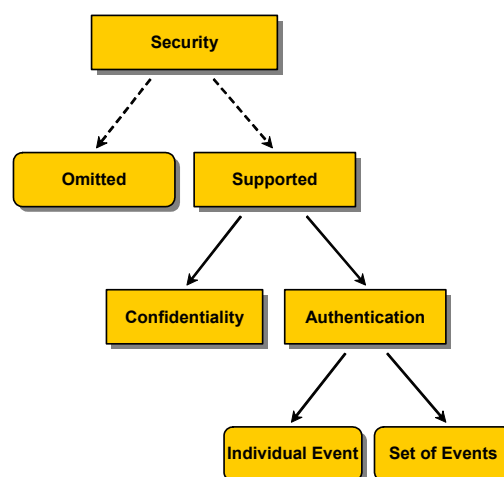 Security
Omitted
Supported
Confidentiality
Authentication
Individual Event
Set of Events